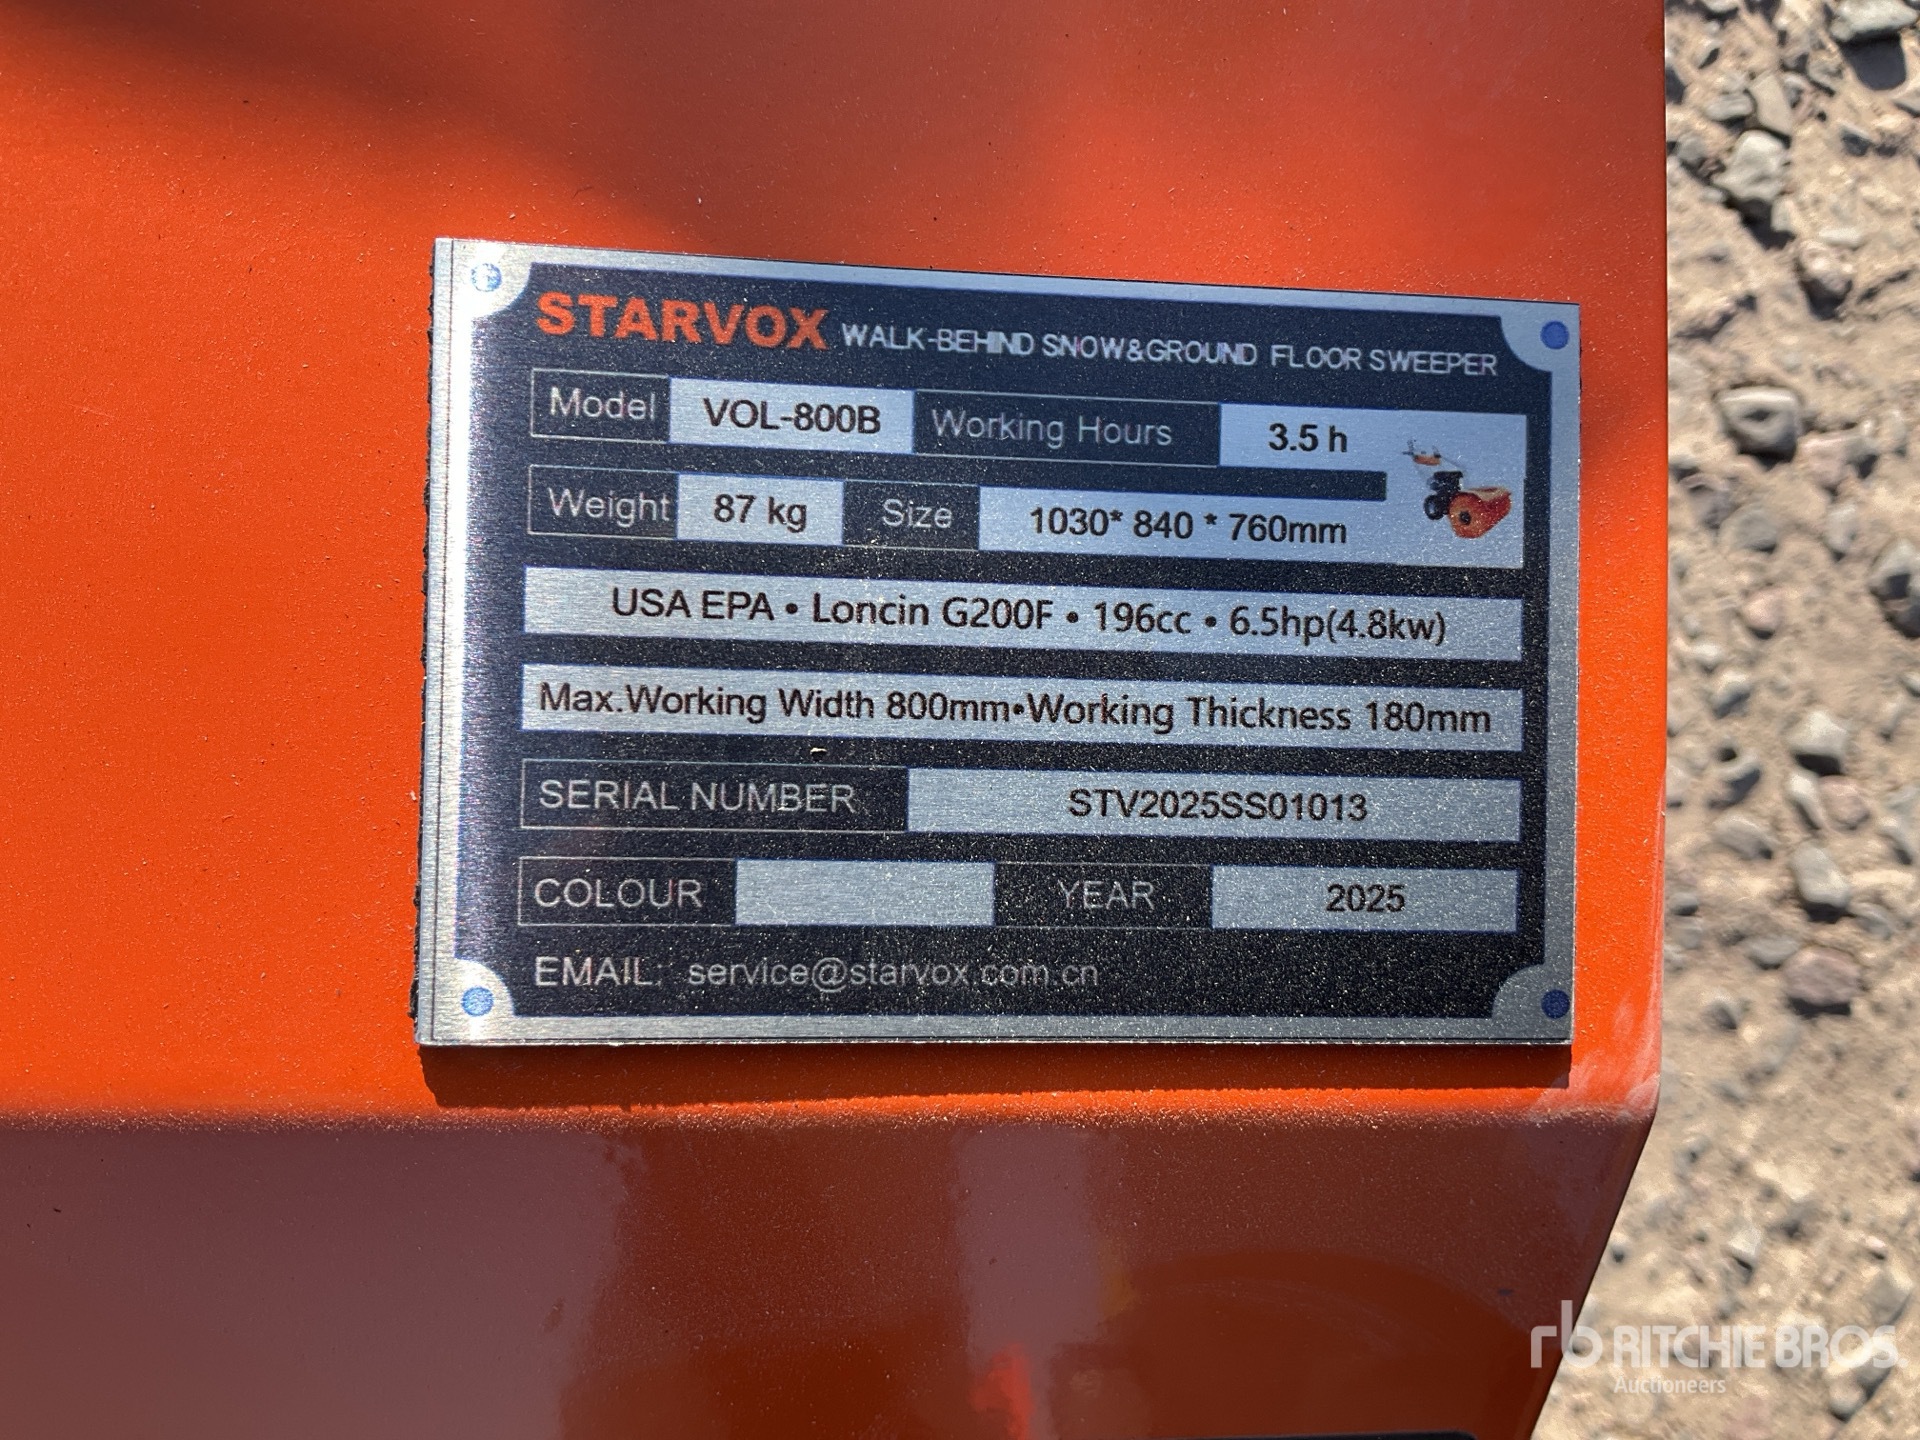 STARVOX WALK-BEHIND SNOW&GROUND FLOOR SWEEPER
Model VOL-800B Working Hours 3.5 h
Weight 87 kg Size 1030* 840 * 760mm
USA EPA • Loncin G200F • 196cc • 6.5hp(4.8kw)
Max.Working Width 800mm•Working Thickness 180mm
SERIAL NUMBER STV2025SS01013
COLOUR YEAR 2025
EMAIL: service@starvox.com.cn
rb RITCHIE BROS.
Auctioneers